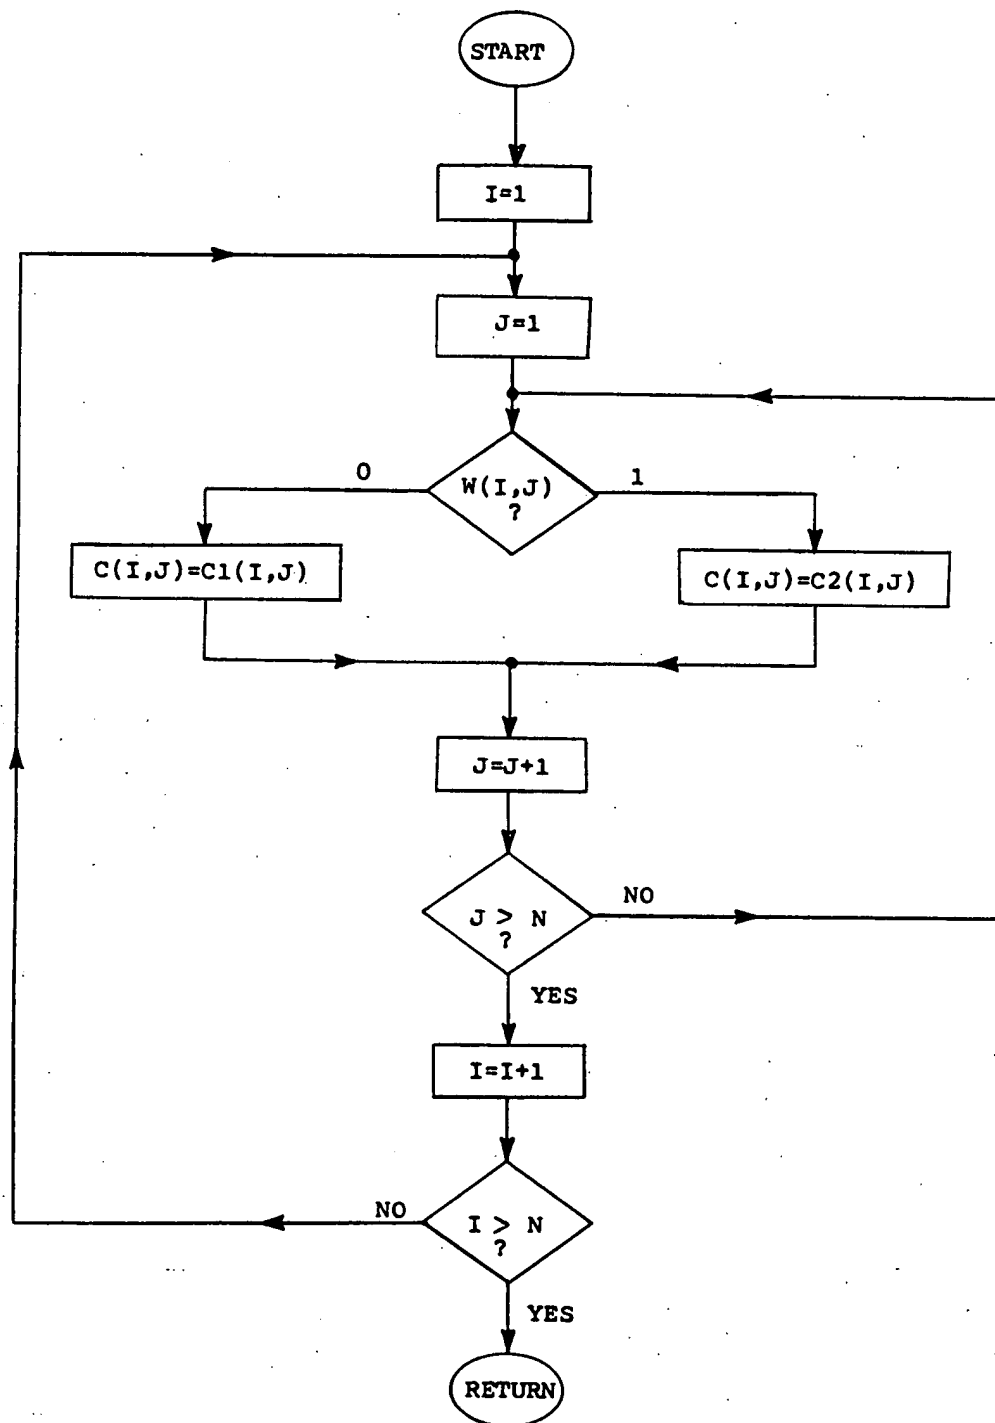 START
I=1
J=1
0
W(I,J)
?
1
C(I,J)=C1(I,J)
C(I,J)=C2(I,J)
J=J+1
J > N
?
NO
YES
I=I+1
NO
I > N
?
YES
RETURN